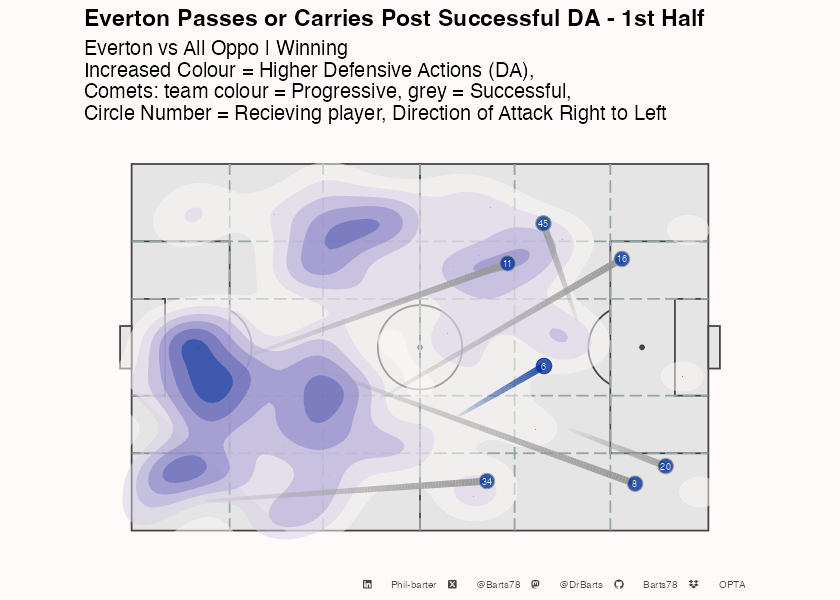 Everton Passes or Carries Post Successful DA - 1st Half
Everton vs All Oppo | Winning
Increased Colour = Higher Defensive Actions (DA),
Comets: team colour = Progressive, grey = Successful,
Circle Number = Recieving player, Direction of Attack Right to Left
45
16
11
6
20
34
8
Phil-barter @Barts78 @DrBarts Barts78 OPTA